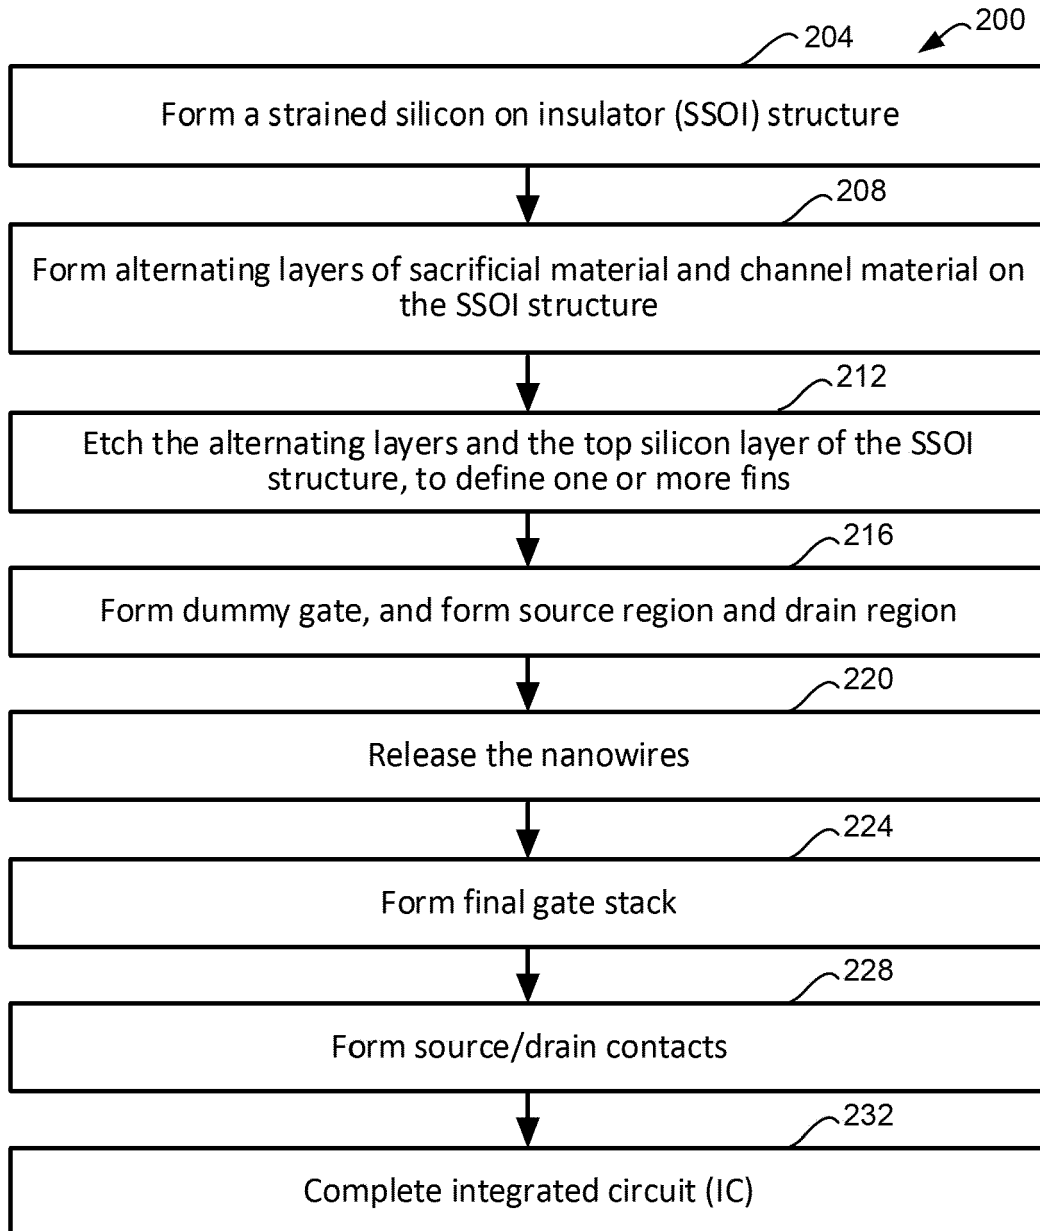 200
204
Form a strained silicon on insulator (SSOI) structure
208
Form alternating layers of sacrificial material and channel material on
the SSOI structure
212
Etch the alternating layers and the top silicon layer of the SSOI
structure, to define one or more fins
216
Form dummy gate, and form source region and drain region
220
Release the nanowires
224
Form final gate stack
228
Form source/drain contacts
232
Complete integrated circuit (IC)